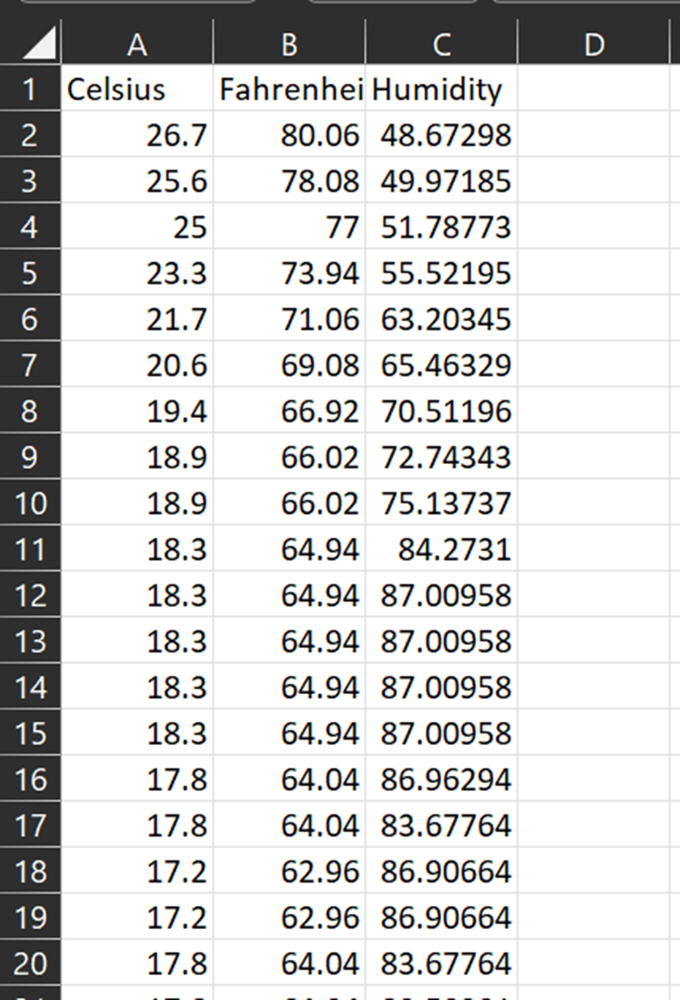 A B C D
1 Celsius Fahrenhei Humidity
2 26.7 80.06 48.67298
3 25.6 78.08 49.97185
4 25 77 51.78773
5 23.3 73.94 55.52195
6 21.7 71.06 63.20345
7 20.6 69.08 65.46329
8 19.4 66.92 70.51196
9 18.9 66.02 72.74343
10 18.9 66.02 75.13737
11 18.3 64.94 84.2731
12 18.3 64.94 87.00958
13 18.3 64.94 87.00958
14 18.3 64.94 87.00958
15 18.3 64.94 87.00958
16 17.8 64.04 86.96294
17 17.8 64.04 83.67764
18 17.2 62.96 86.90664
19 17.2 62.96 86.90664
20 17.8 64.04 83.67764